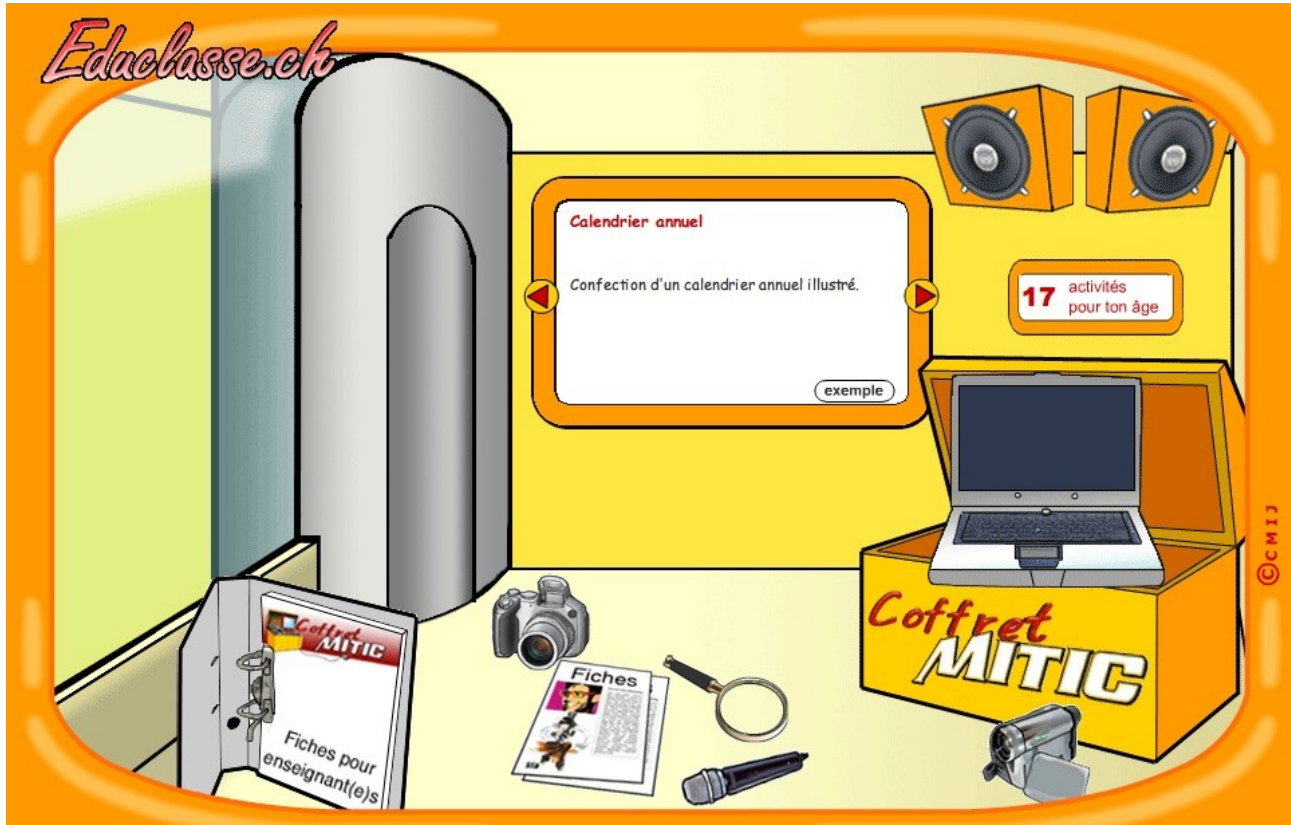 Educlasse.ch
Calendrier annuel
Confection d'un calendrier annuel illustré.
exemple
17 activités
pour ton âge
© CMIJ
Coffret
MITIC
Coffret
MITIC
Fiches pour
enseignant(e)s
Fiches